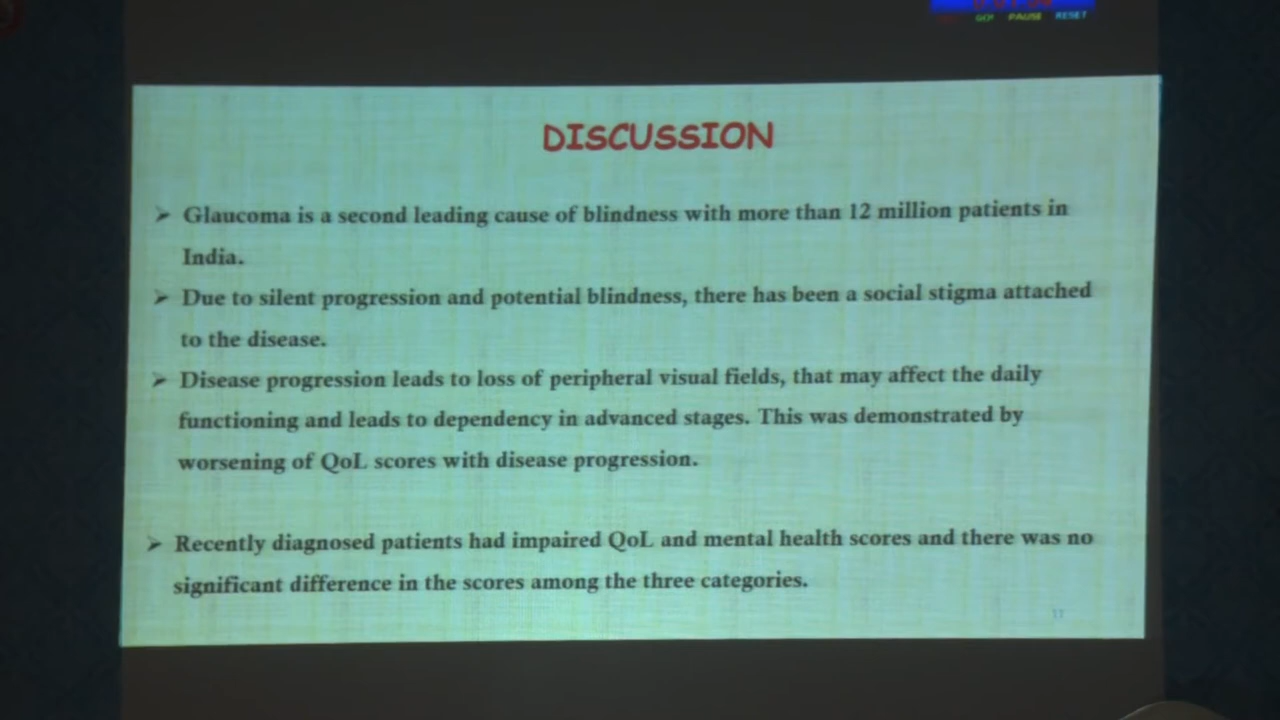 GO! PAUSE RESET
DISCUSSION
➤ Glaucoma is a second leading cause of blindness with more than 12 million patients in
India.
➤ Due to silent progression and potential blindness, there has been a social stigma attached
to the disease.
➤ Disease progression leads to loss of peripheral visual fields, that may affect the daily
functioning and leads to dependency in advanced stages. This was demonstrated by
worsening of QoL scores with disease progression.
➤ Recently diagnosed patients had impaired QoL and mental health scores and there was no
significant difference in the scores among the three categories.